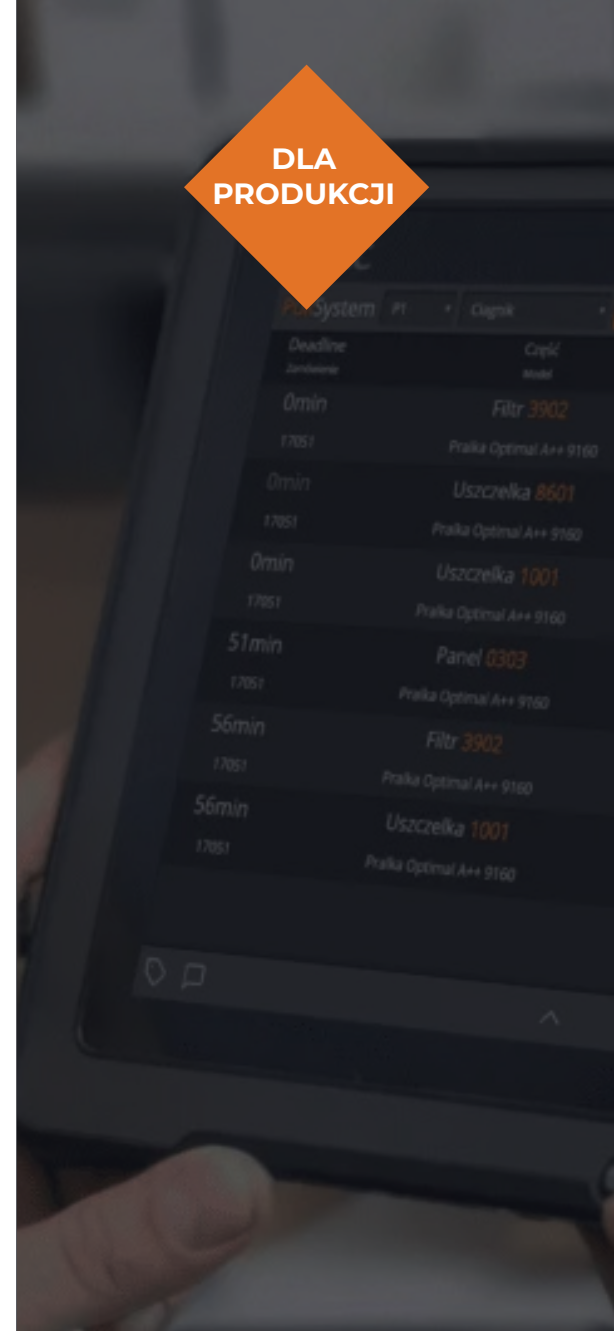 DLA
PRODUKCJI
System P1 Ciągnik
Deadline Część
Zamówienie Model
0min Filtr 3902
17051 Pralka Optimal A++ 9160
0min Uszczelka 8601
17051 Pralka Optimal A++ 9160
0min Uszczelka 1001
17051 Pralka Optimal A++ 9160
51min Panel 0303
17051 Pralka Optimal A++ 9160
56min Filtr 3902
17051 Pralka Optimal A++ 9160
56min Uszczelka 1001
17051 Pralka Optimal A++ 9160